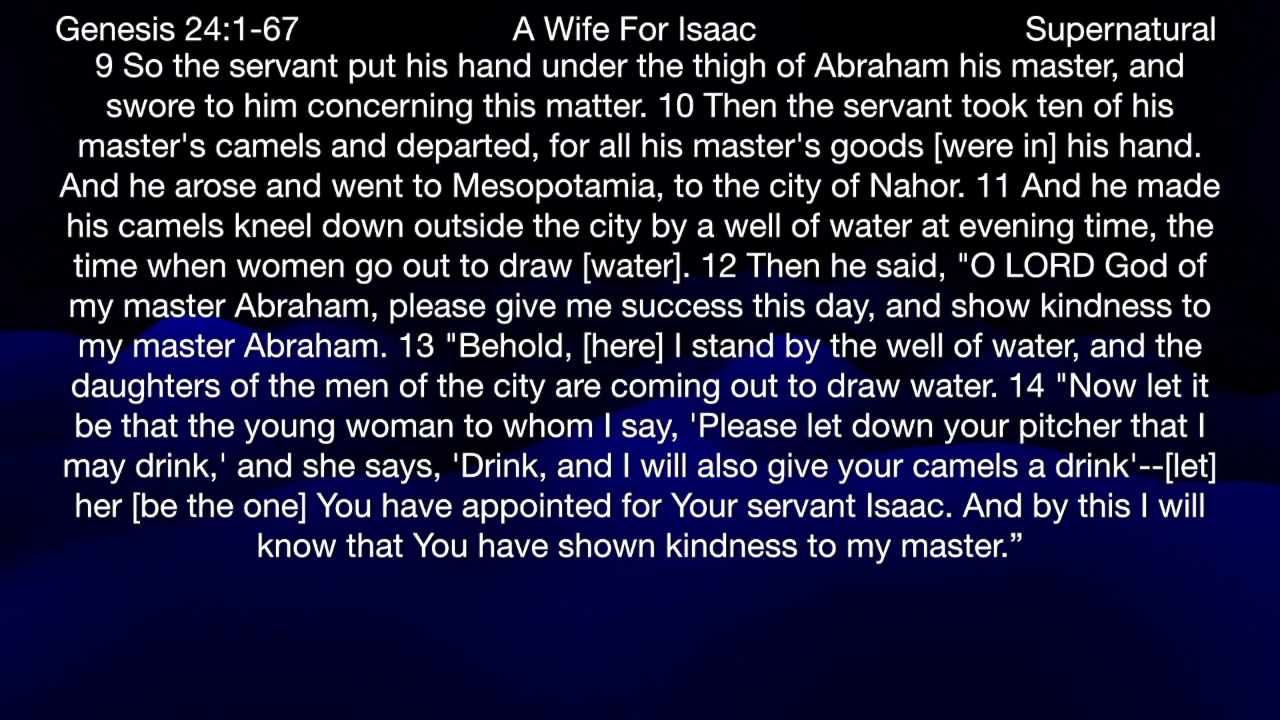 Genesis 24:1-67 A Wife For Isaac Supernatural
9 So the servant put his hand under the thigh of Abraham his master, and
swore to him concerning this matter. 10 Then the servant took ten of his
master's camels and departed, for all his master's goods [were in] his hand.
And he arose and went to Mesopotamia, to the city of Nahor. 11 And he made
his camels kneel down outside the city by a well of water at evening time, the
time when women go out to draw [water]. 12 Then he said, "O LORD God of
my master Abraham, please give me success this day, and show kindness to
my master Abraham. 13 "Behold, [here] I stand by the well of water, and the
daughters of the men of the city are coming out to draw water. 14 "Now let it
be that the young woman to whom I say, 'Please let down your pitcher that I
may drink,' and she says, 'Drink, and I will also give your camels a drink'--[let]
her [be the one] You have appointed for Your servant Isaac. And by this I will
know that You have shown kindness to my master.”